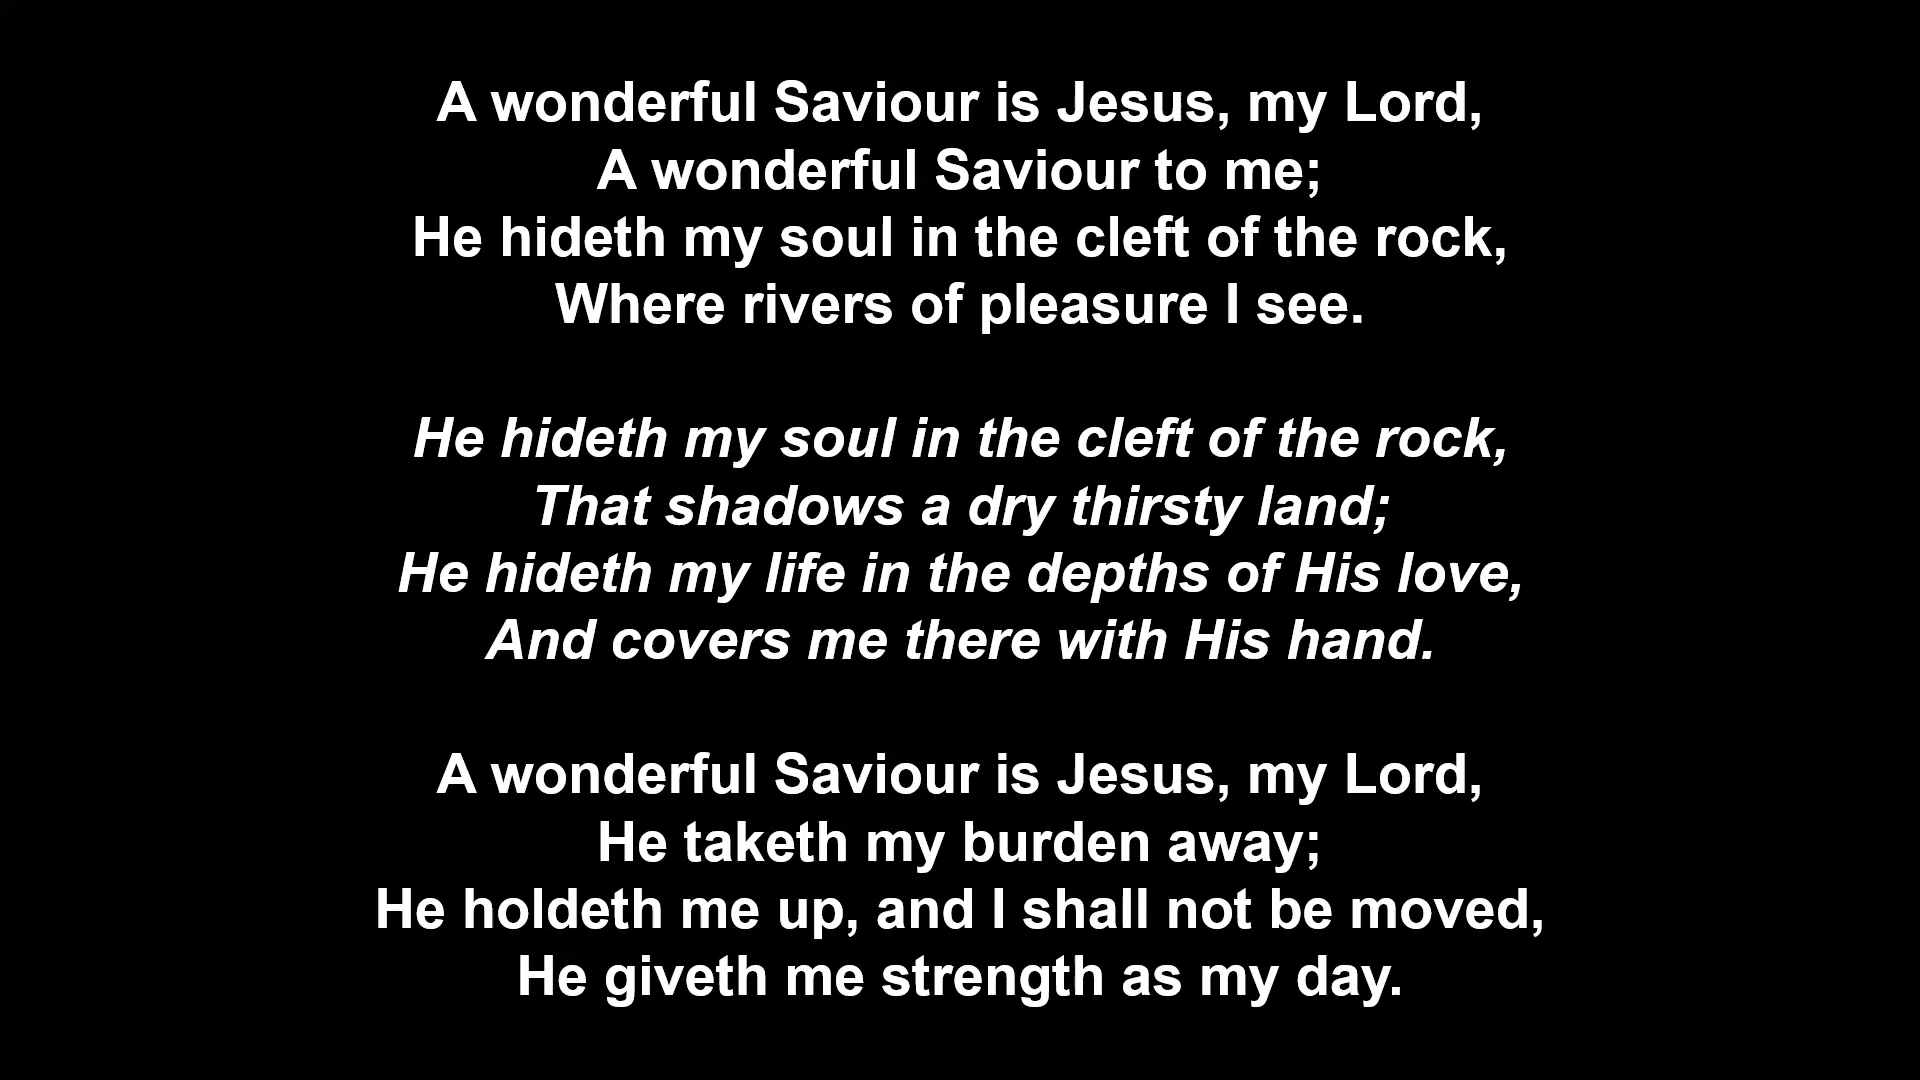 A wonderful Saviour is Jesus, my Lord,
A wonderful Saviour to me;
He hideth my soul in the cleft of the rock,
Where rivers of pleasure I see.
He hideth my soul in the cleft of the rock,
That shadows a dry thirsty land;
He hideth my life in the depths of His love,
And covers me there with His hand.
A wonderful Saviour is Jesus, my Lord,
He taketh my burden away;
He holdeth me up, and I shall not be moved,
He giveth me strength as my day.